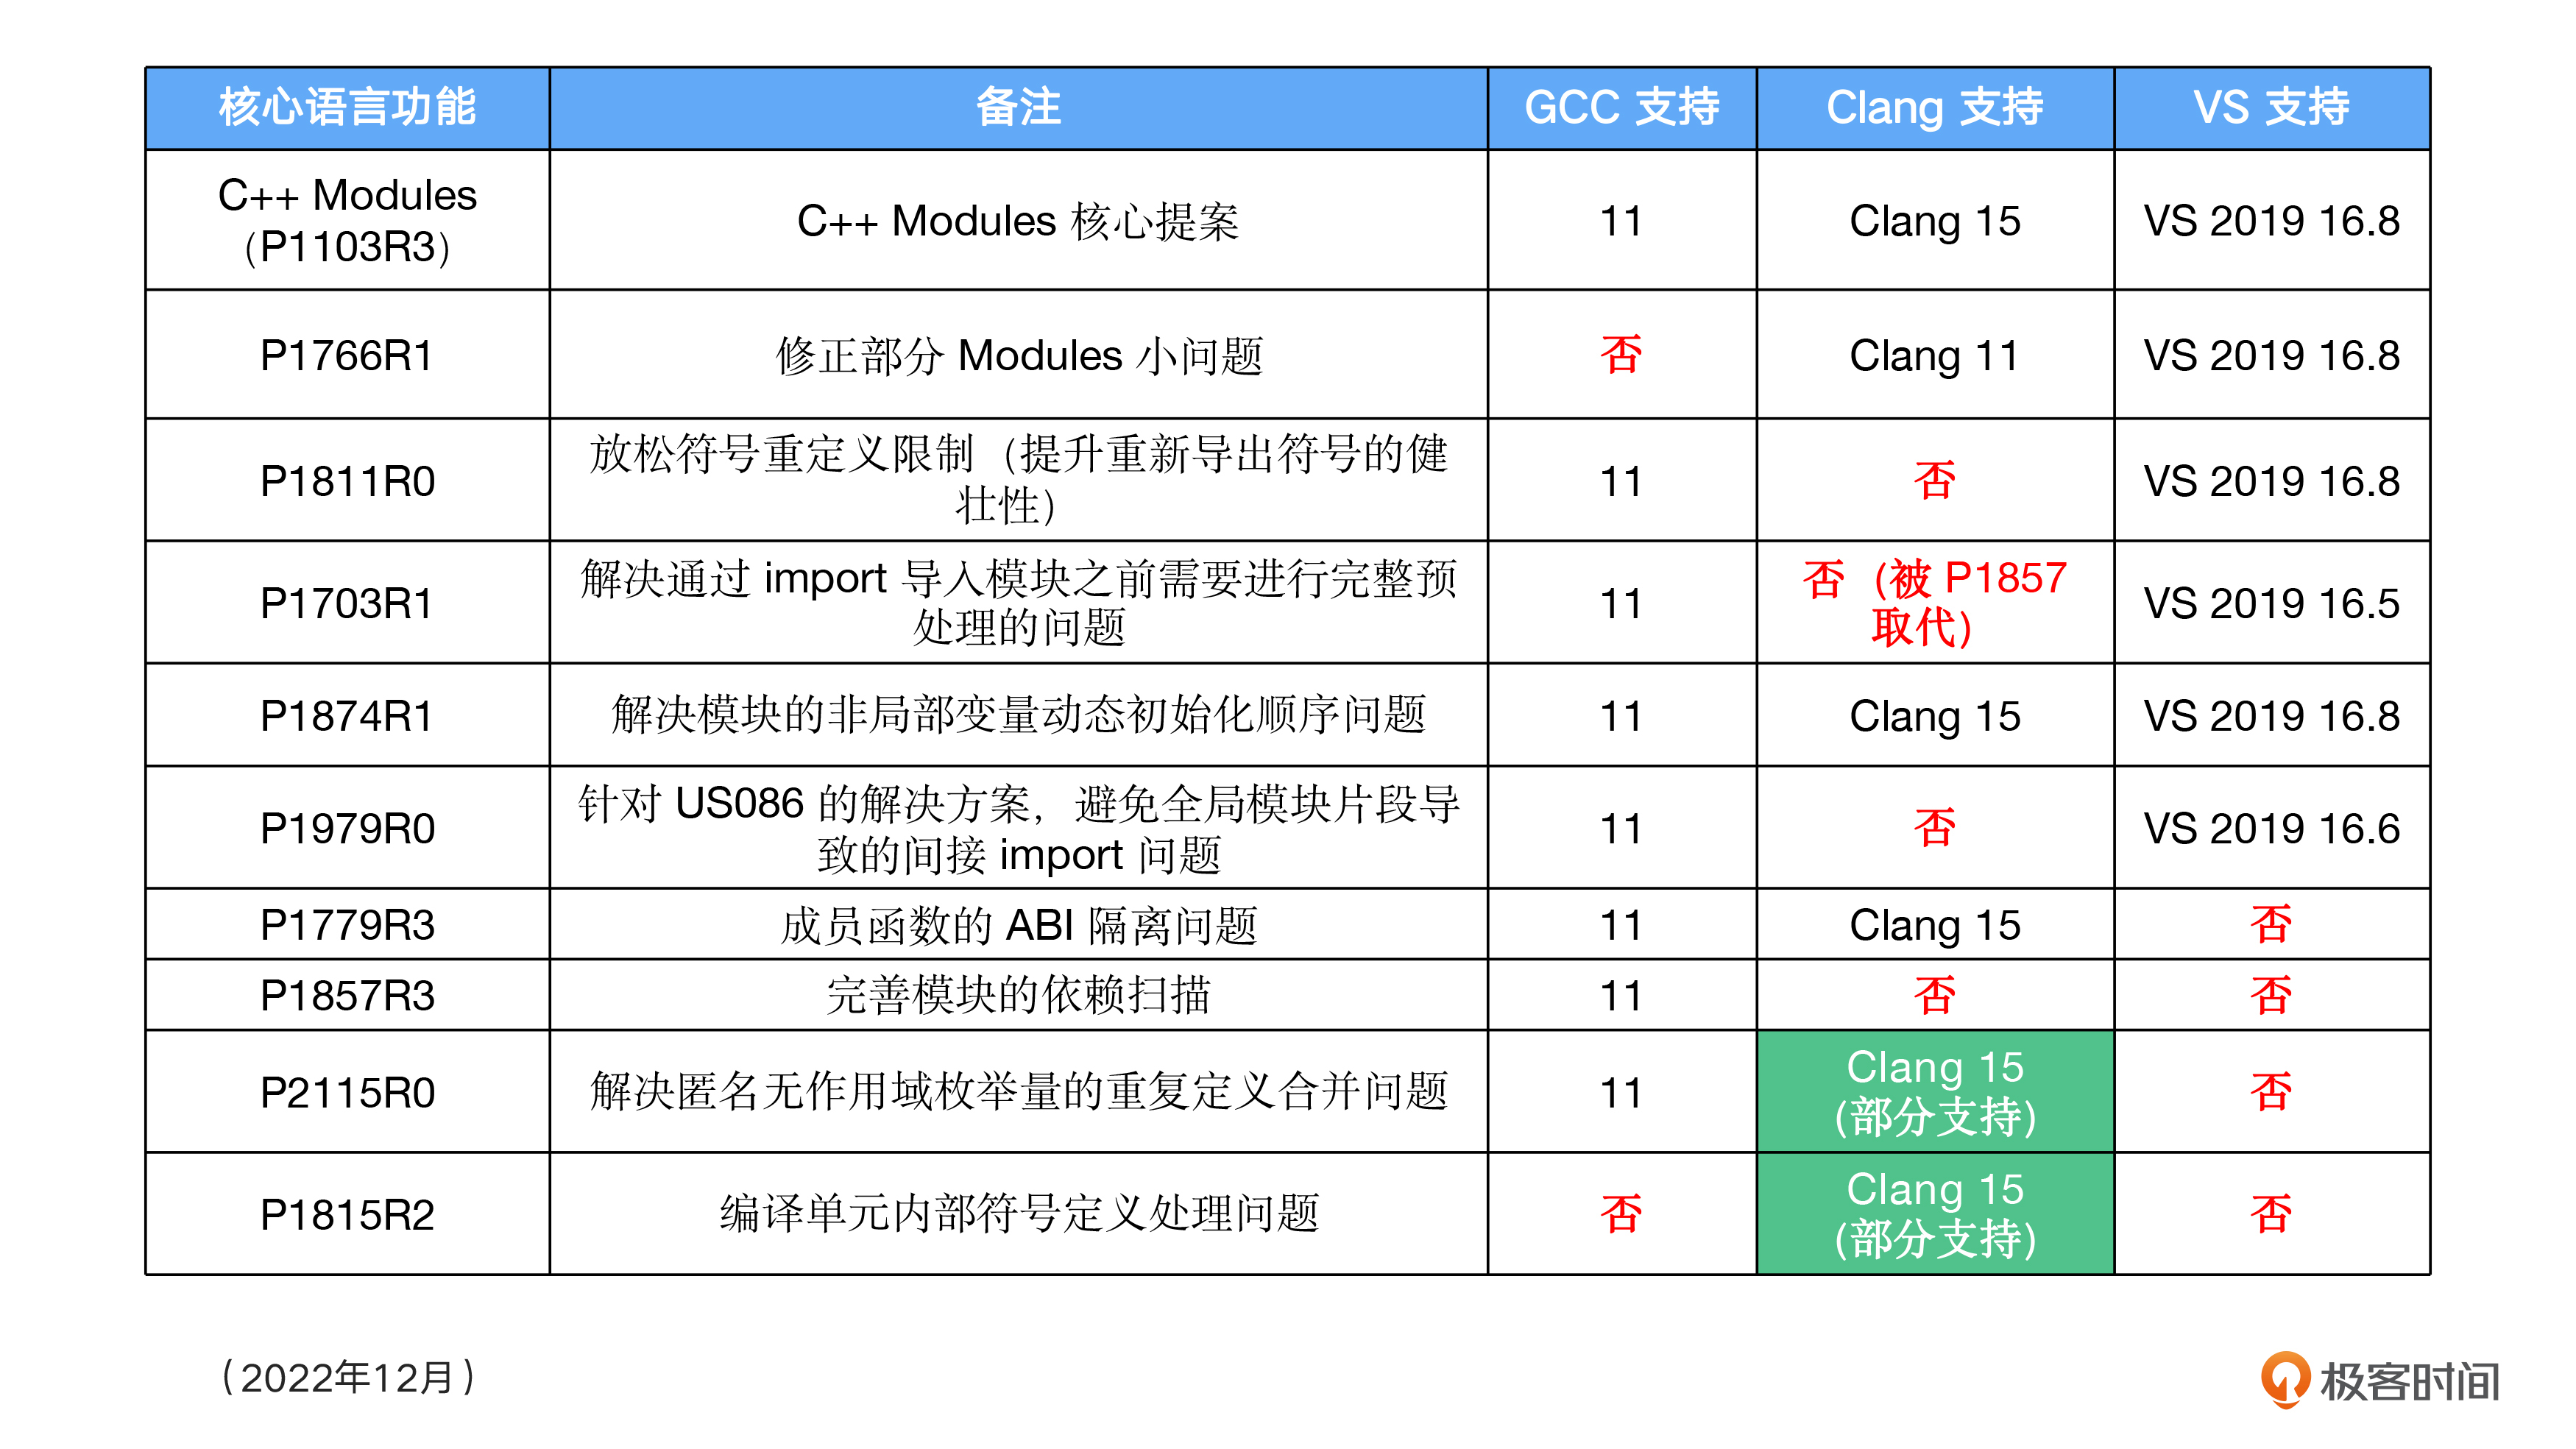 核心语言功能 备注 GCC 支持 Clang 支持 VS 支持
C++ Modules
（P1103R3） C++ Modules 核心提案 11 Clang 15 VS 2019 16.8
P1766R1 修正部分 Modules 小问题 否 Clang 11 VS 2019 16.8
P1811R0 放松符号重定义限制（提升重新导出符号的健
壮性） 11 否 VS 2019 16.8
P1703R1 解决通过 import 导入模块之前需要进行完整预
处理的问题 11 否（被 P1857
取代） VS 2019 16.5
P1874R1 解决模块的非局部变量动态初始化顺序问题 11 Clang 15 VS 2019 16.8
P1979R0 针对 US086 的解决方案，避免全局模块片段导
致的间接 import 问题 11 否 VS 2019 16.6
P1779R3 成员函数的 ABI 隔离问题 11 Clang 15 否
P1857R3 完善模块的依赖扫描 11 否 否
P2115R0 解决匿名无作用域枚举量的重复定义合并问题 11 Clang 15
(部分支持) 否
P1815R2 编译单元内部符号定义处理问题 否 Clang 15
(部分支持) 否
（2022年12月）
极客时间